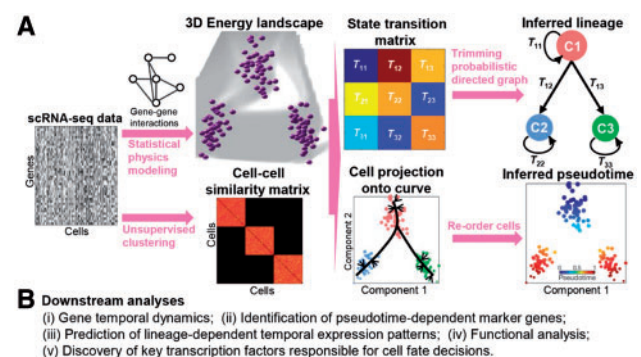 A
3D Energy landscape
State transition
matrix
Inferred lineage
Gene-gene
interactions
scRNA-seq data
Genes
Cells
Statistical
physics
modeling
Unsupervised
clustering
T11 T12 T13
T21 T22 T23
T11 T32 T33
Trimming
probabilistic
directed graph
T11
C1
T12
T13
C2
C3
T22
T33
Cell-cell
similarity matrix
Cells
Cells
Cell projection
onto curve
Component 2
Component 1
Re-order cells
Inferred pseudotime
0 0.5
Pseudotime
Component 1
B Downstream analyses
(i) Gene temporal dynamics; (ii) Identification of pseudotime-dependent marker genes;
(iii) Prediction of lineage-dependent temporal expression patterns; (iv) Functional analysis;
(v) Discovery of key transcription factors responsible for cell fate decisions.